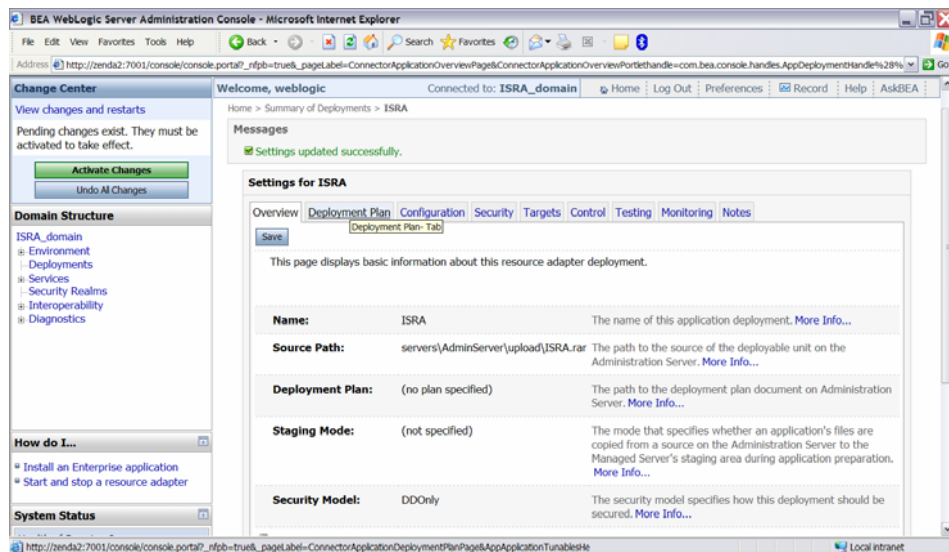 BEA WebLogic Server Administration Console - Microsoft Internet Explorer
File Edit View Favorites Tools Help
Back Search Favorites
Address http://zenda2:7001/console/console.portal?_nfpb=true&_pageLabel=ConnectorApplicationOverviewPage&ConnectorApplicationOverviewPortlethandle=com.bea.console.handles.AppDeploymentHandle%28% Go
Change Center
View changes and restarts
Pending changes exist. They must be
activated to take effect.
Activate Changes
Undo All Changes
Domain Structure
ISRA_domain
Environment
Deployments
Services
Security Realms
Interoperability
Diagnostics
How do I...
Install an Enterprise application
Start and stop a resource adapter
System Status
Welcome, weblogic Connected to: ISRA_domain Home Log Out Preferences Record Help AskBEA
Home > Summary of Deployments > ISRA
Messages
Settings updated successfully.
Settings for ISRA
Overview Deployment Plan Configuration Security Targets Control Testing Monitoring Notes
Deployment Plan- Tab
Save
This page displays basic information about this resource adapter deployment.
Name: ISRA The name of this application deployment. More Info...
Source Path: servers\AdminServer\upload\ISRA.rar The path to the source of the deployable unit on the
Administration Server. More Info...
Deployment Plan: (no plan specified) The path to the deployment plan document on Administration
Server. More Info...
Staging Mode: (not specified) The mode that specifies whether an application's files are
copied from a source on the Administration Server to the
Managed Server's staging area during application preparation.
More Info...
Security Model: DDOnly The security model specifies how this deployment should be
secured. More Info...
http://zenda2:7001/console/console.portal?_nfpb=true&_pageLabel=ConnectorApplicationDeploymentPlanPage&AppApplicationTunablesHe Local intranet